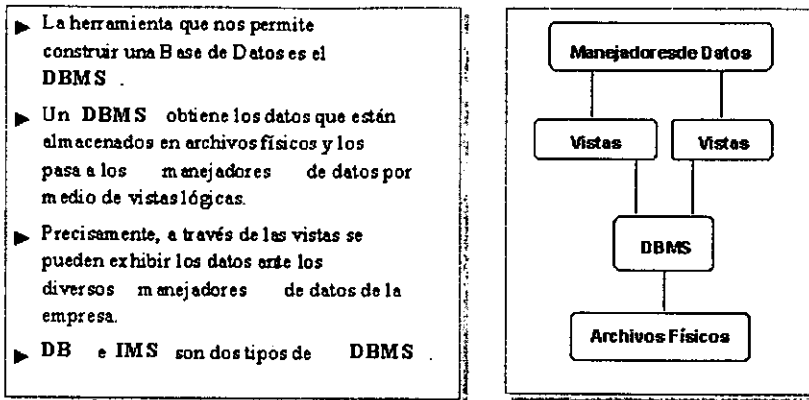 ► La herramienta que nos permite
construir una Base de Datos es el
DBMS .
► Un DBMS obtiene los datos que están
almacenados en archivos físicos y los
pasa a los manejadores de datos por
medio de vistas lógicas.
► Precisamente, a través de las vistas se
pueden exhibir los datos ante los
diversos manejadores de datos de la
empresa.
► DB e IMS son dos tipos de DBMS .
Manejadoresde Datos
Vistas
Vistas
DBMS
Archivos Físicos